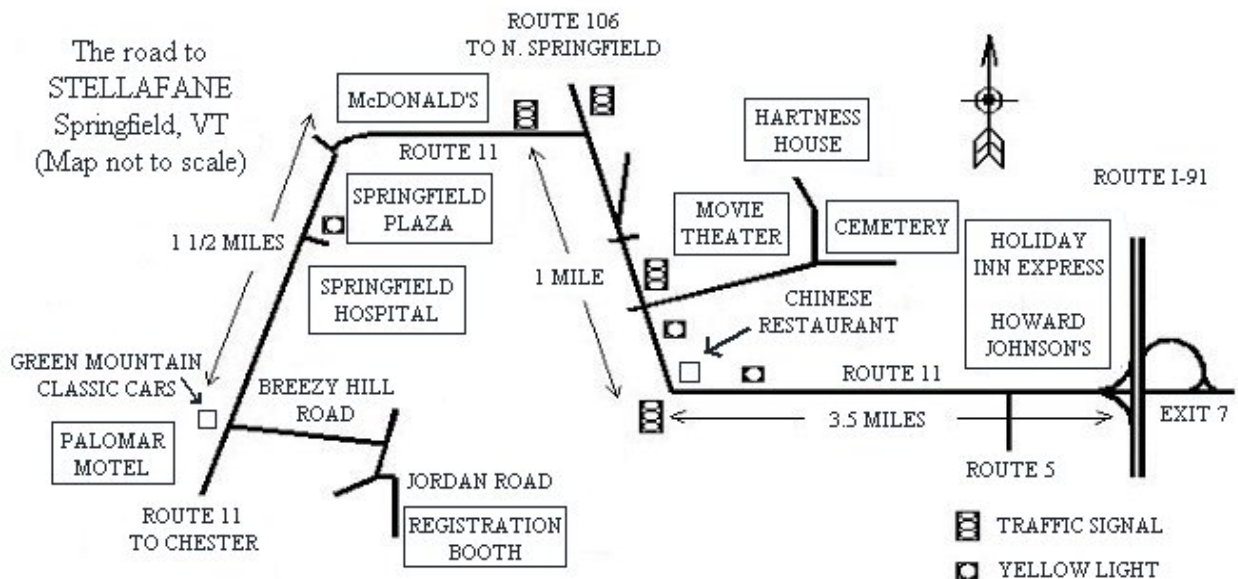 The road to
STELLAFANE
Springfield, VT
(Map not to scale)
ROUTE 106
TO N. SPRINGFIELD
McDONALD'S
ROUTE 11
HARTNESS
HOUSE
ROUTE I-91
SPRINGFIELD
PLAZA
MOVIE
THEATER
CEMETERY
HOLIDAY
INN EXPRESS
HOWARD
JOHNSON'S
1 1/2 MILES
1 MILE
SPRINGFIELD
HOSPITAL
CHINESE
RESTAURANT
GREEN MOUNTAIN
CLASSIC CARS
BREEZY HILL
ROAD
ROUTE 11
3.5 MILES
EXIT 7
PALOMAR
MOTEL
ROUTE 5
JORDAN ROAD
ROUTE 11
TO CHESTER
REGISTRATION
BOOTH
TRAFFIC SIGNAL
YELLOW LIGHT